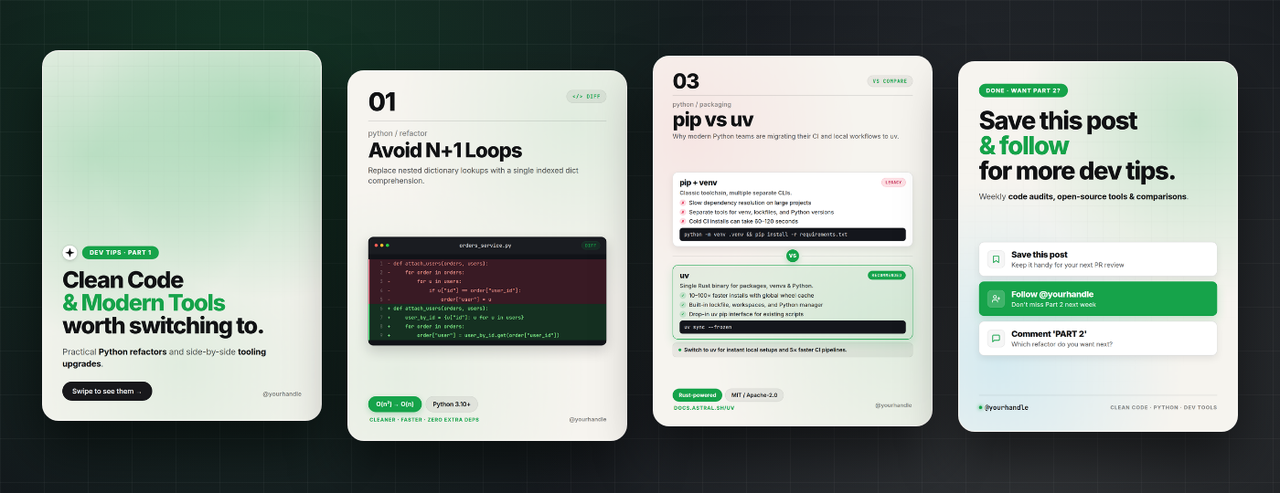 DEV TIPS · PART 1
Clean Code
& Modern Tools
worth switching to.
Practical Python refactors and side-by-side tooling
upgrades.
Swipe to see them →
@yourhandle
01
</> DIFF
python / refactor
Avoid N+1 Loops
Replace nested dictionary lookups with a single indexed dict
comprehension.
orders_service.py
DIFF
1 - def attach_users(orders, users):
2 - for order in orders:
3 - for u in users:
4 - if u["id"] == order["user_id"]:
5 - order["user"] = u
1 + def attach_users(orders, users):
2 + user_by_id = {u["id"]: u for u in users}
3 + for order in orders:
4 + order["user"] = user_by_id.get(order["user_id"])
O(n²) → O(n)
Python 3.10+
CLEANER · FASTER · ZERO EXTRA DEPS
@yourhandle
03
VS COMPARE
python / packaging
pip vs uv
Why modern Python teams are migrating their CI and local workflows to uv.
pip + venv
LEGACY
Classic toolchain, multiple separate CLIs.
✗ Slow dependency resolution on large projects
✗ Separate tools for venv, lockfiles, and Python versions
✗ Cold CI installs can take 60–120 seconds
python -m venv .venv && pip install -r requirements.txt
VS
uv
RECOMMENDED
Single Rust binary for packages, venvs & Python.
✓ 10–100× faster installs with global wheel cache
✓ Built-in lockfile, workspaces, and Python manager
✓ Drop-in uv pip interface for existing scripts
uv sync --frozen
Switch to uv for instant local setups and 5× faster CI pipelines.
Rust-powered
MIT / Apache-2.0
DOCS.ASTRAL.SH/UV
@yourhandle
DONE · WANT PART 2?
Save this post
& follow
for more dev tips.
Weekly code audits, open-source tools & comparisons.
Save this post
Keep it handy for your next PR review
Follow @yourhandle
Don't miss Part 2 next week
Comment 'PART 2'
Which refactor do you want next?
@yourhandle
CLEAN CODE · PYTHON · DEV TOOLS